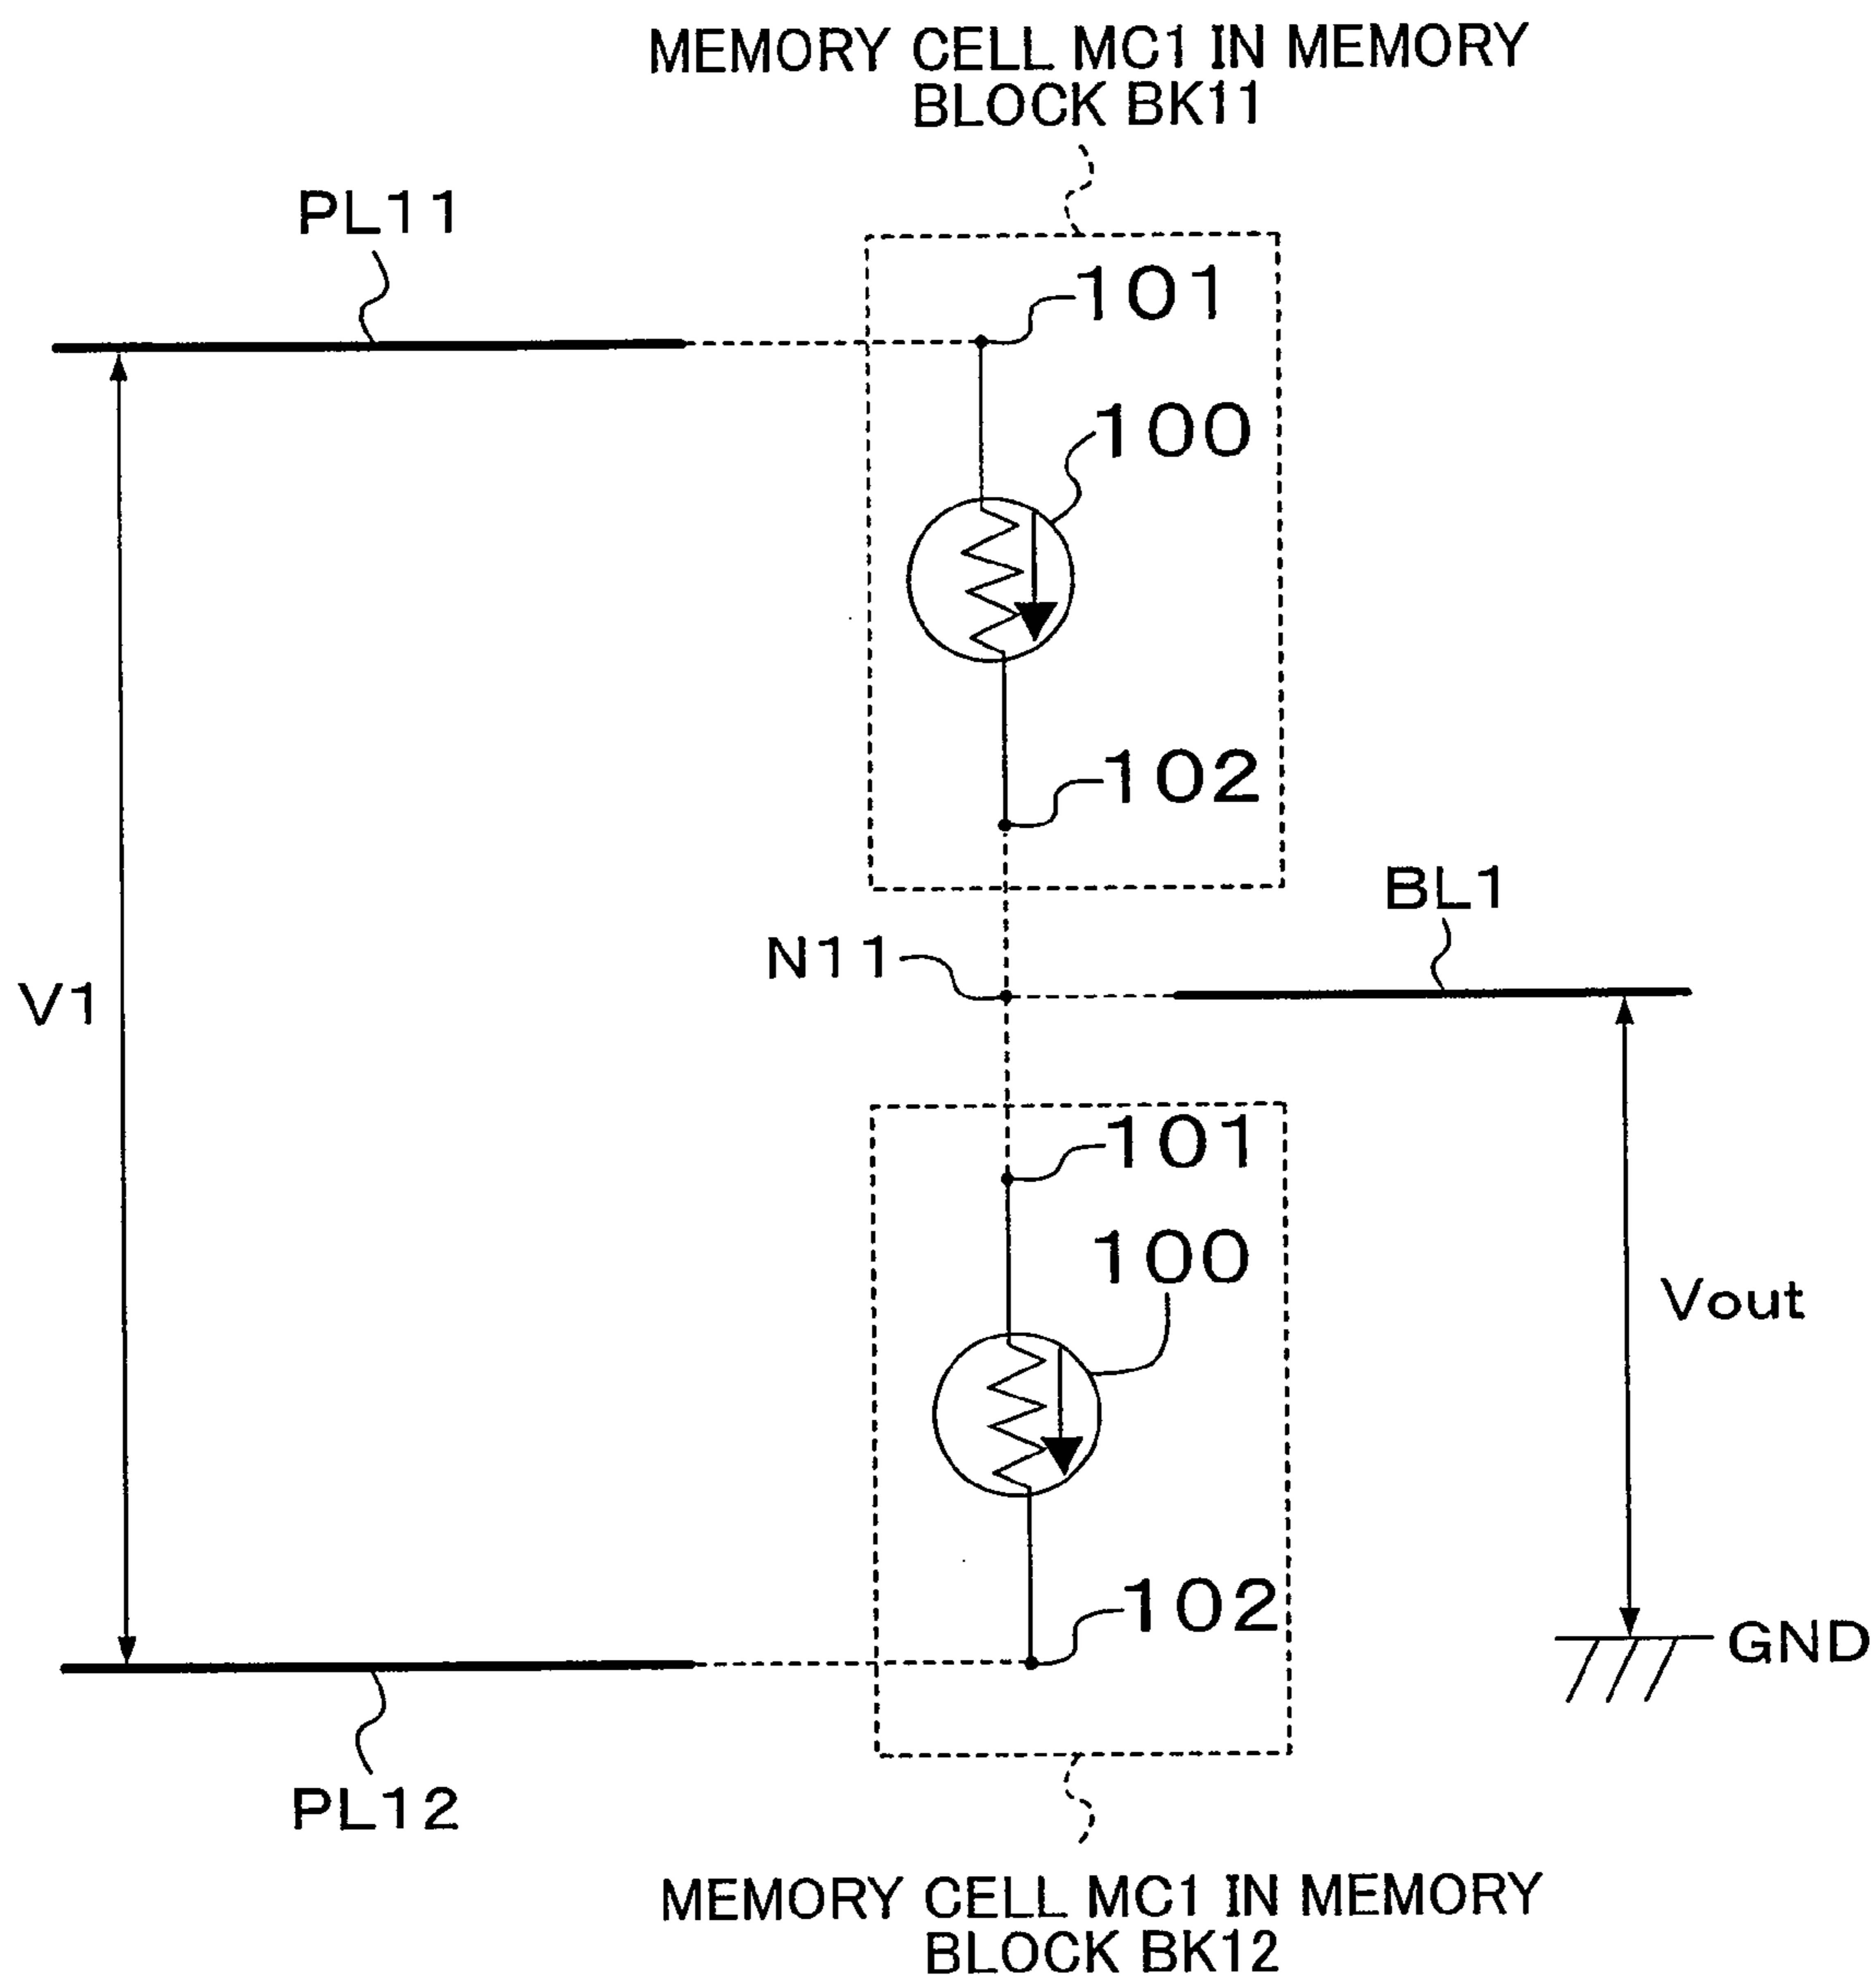 MEMORY CELL MC1 IN MEMORY
BLOCK BK11
PL11
101
100
102
BL1
N11
V1
101
100
Vout
102
GND
PL12
MEMORY CELL MC1 IN MEMORY
BLOCK BK12